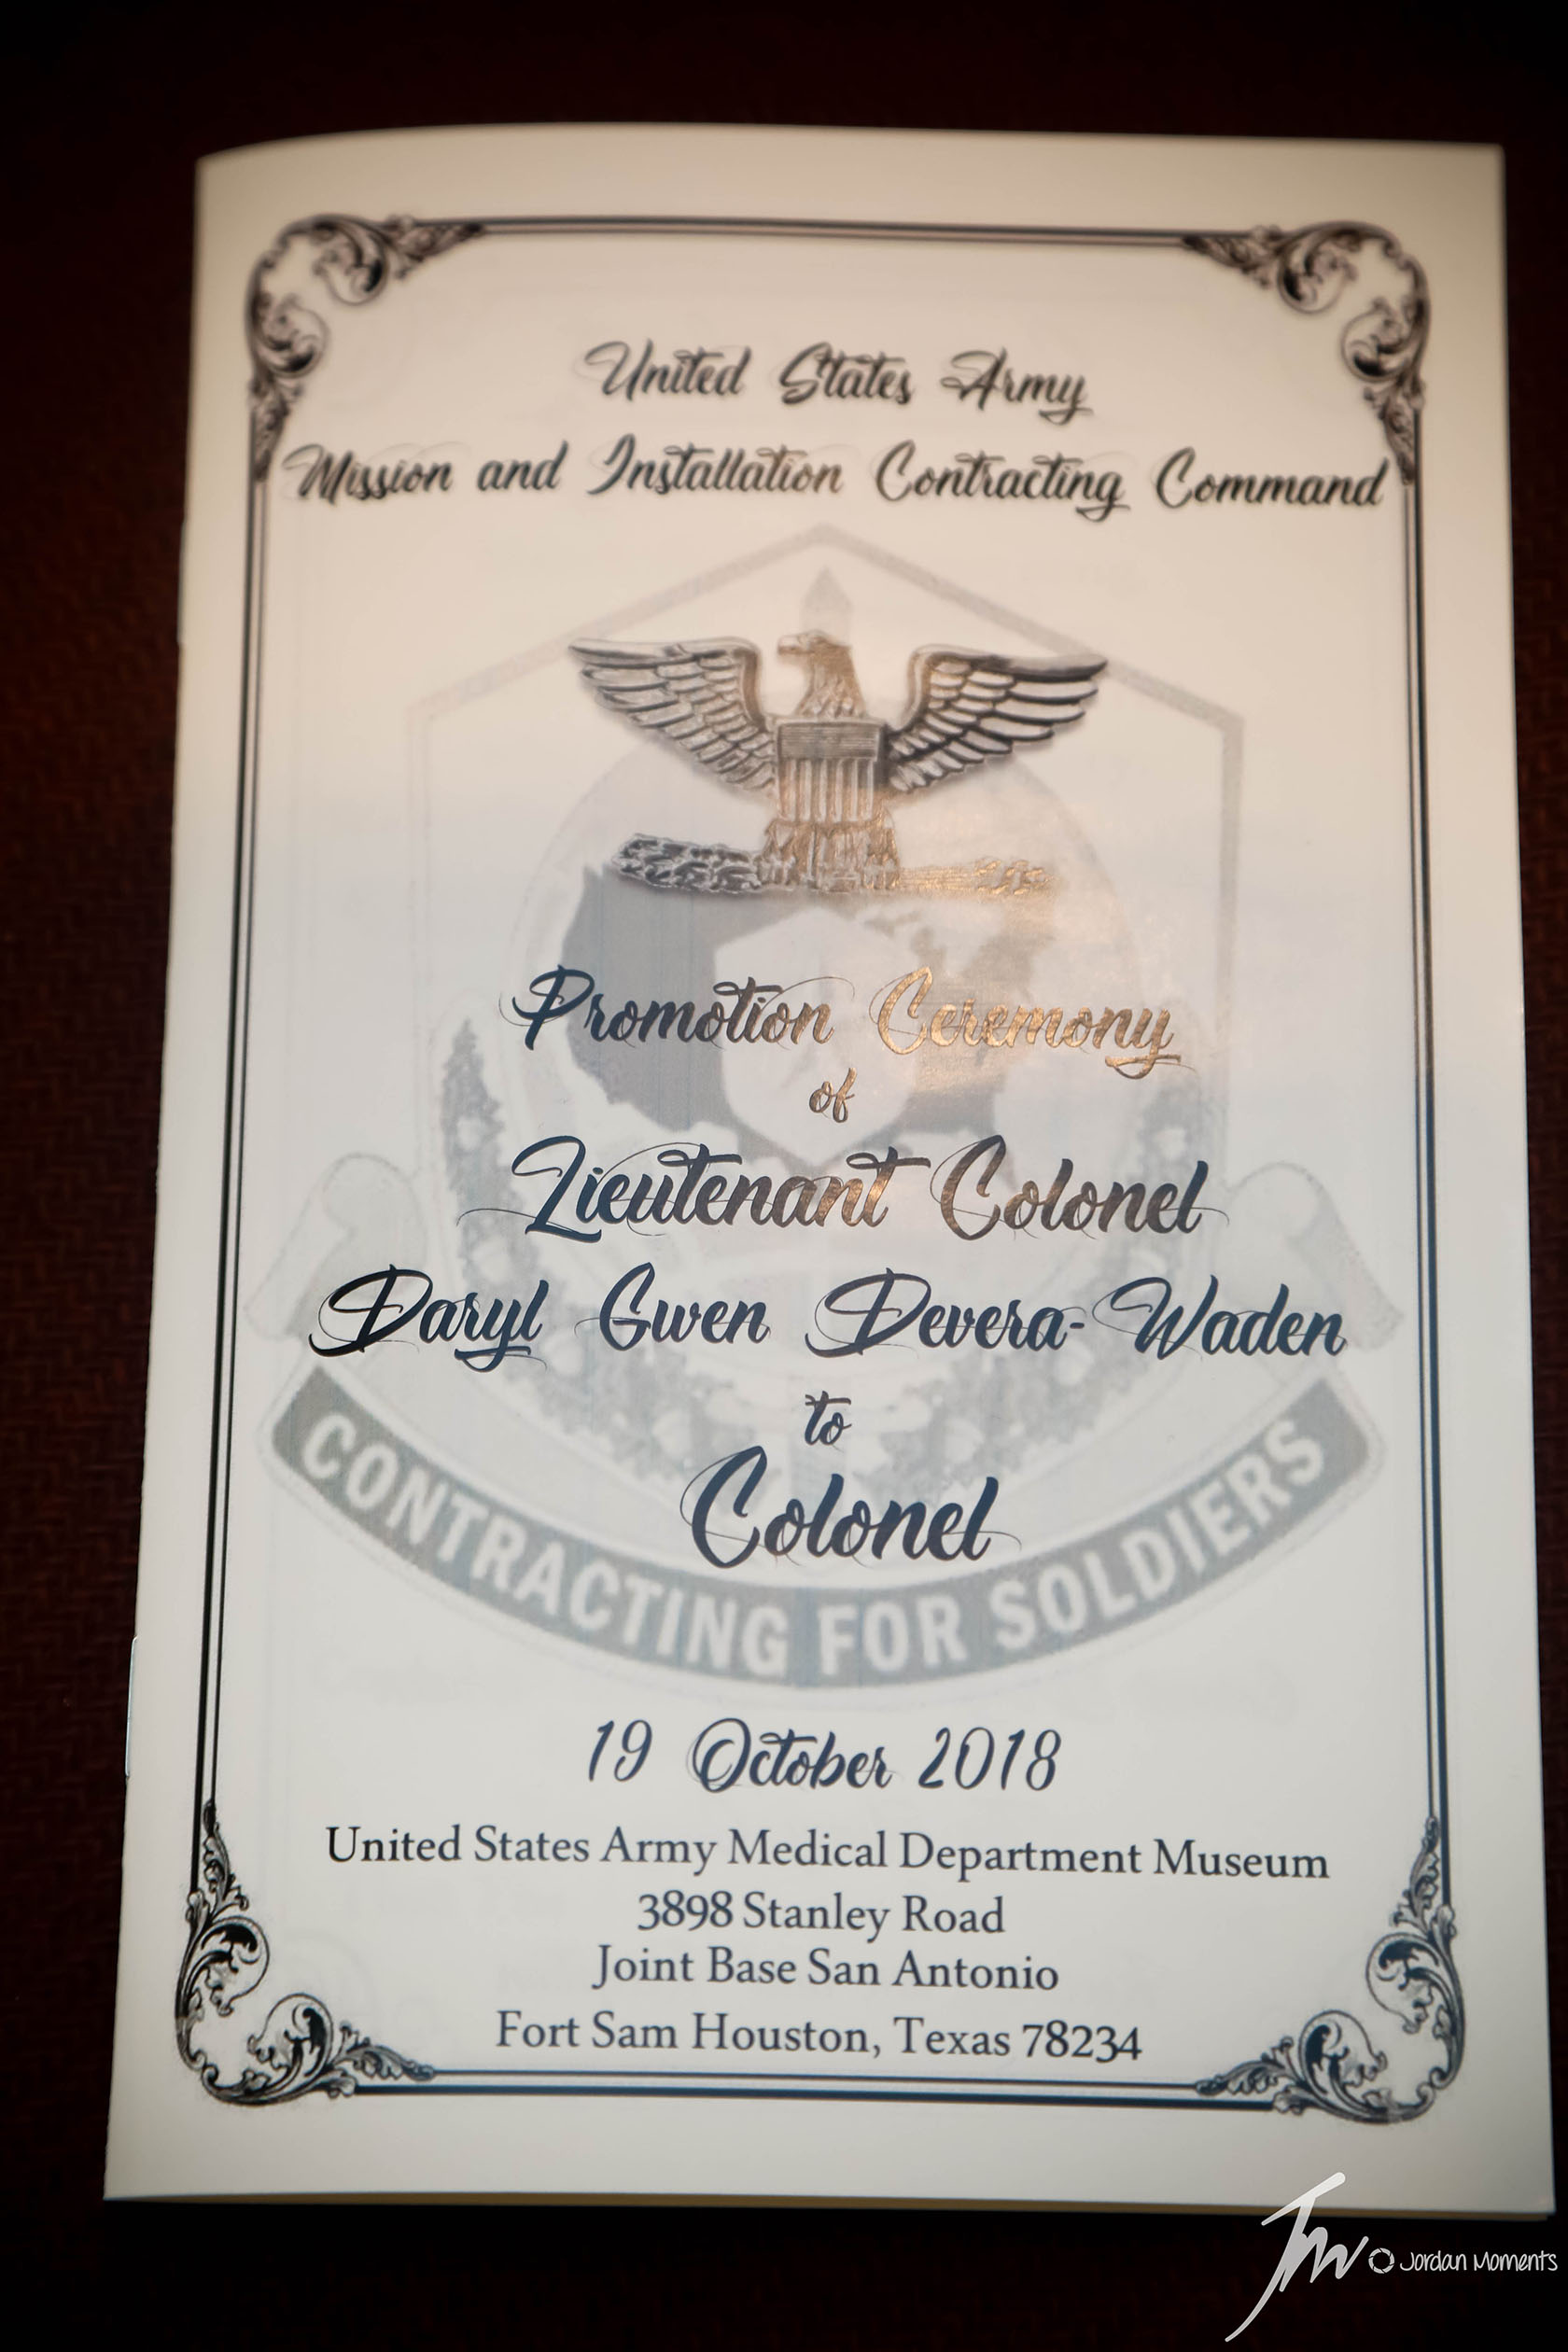 United States Army
Mission and Installation Contracting Command
Promotion Ceremony
of
Lieutenant Colonel
Daryl Gwen Devera-Waden
to
Colonel
CONTRACTING FOR SOLDIERS
19 October 2018
United States Army Medical Department Museum
3898 Stanley Road
Joint Base San Antonio
Fort Sam Houston, Texas 78234
Jordan Moments